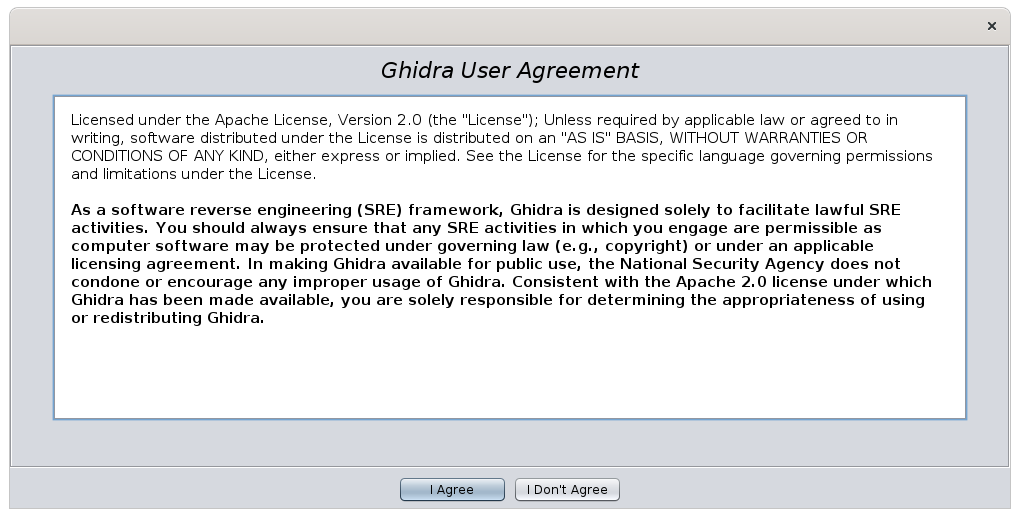 Ghidra User Agreement
Licensed under the Apache License, Version 2.0 (the "License"); Unless required by applicable law or agreed to in
writing, software distributed under the License is distributed on an "AS IS" BASIS, WITHOUT WARRANTIES OR
CONDITIONS OF ANY KIND, either express or implied. See the License for the specific language governing permissions
and limitations under the License.
As a software reverse engineering (SRE) framework, Ghidra is designed solely to facilitate lawful SRE
activities. You should always ensure that any SRE activities in which you engage are permissible as
computer software may be protected under governing law (e.g., copyright) or under an applicable
licensing agreement. In making Ghidra available for public use, the National Security Agency does not
condone or encourage any improper usage of Ghidra. Consistent with the Apache 2.0 license under which
Ghidra has been made available, you are solely responsible for determining the appropriateness of using
or redistributing Ghidra.
I Agree I Don't Agree